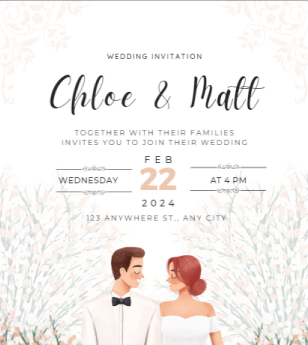 WEDDING INVITATION
Chloe & Matt
TOGETHER WITH THEIR FAMILIES
INVITES YOU TO JOIN THEIR WEDDING
FEB
WEDNESDAY 22 AT 4 PM
2024
123 ANYWHERE ST., ANY CITY